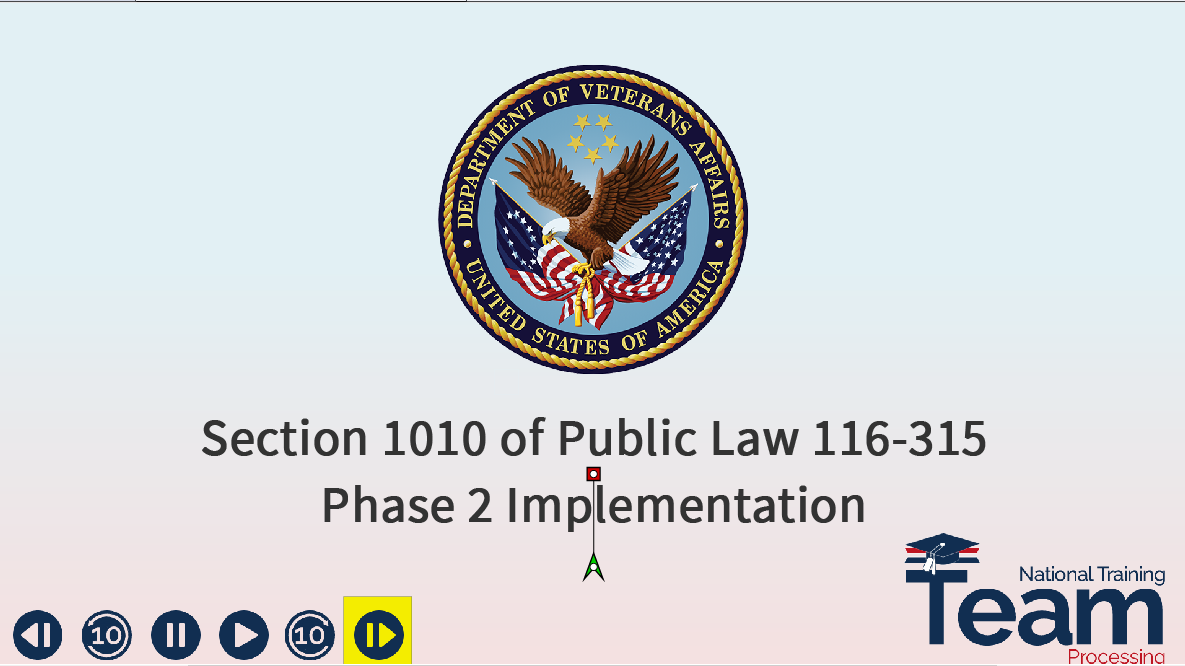 DEPARTMENT OF VETERANS AFFAIRS
UNITED STATES OF AMERICA
Section 1010 of Public Law 116-315
Phase 2 Implementation
National Training
Team
Processing
10
10